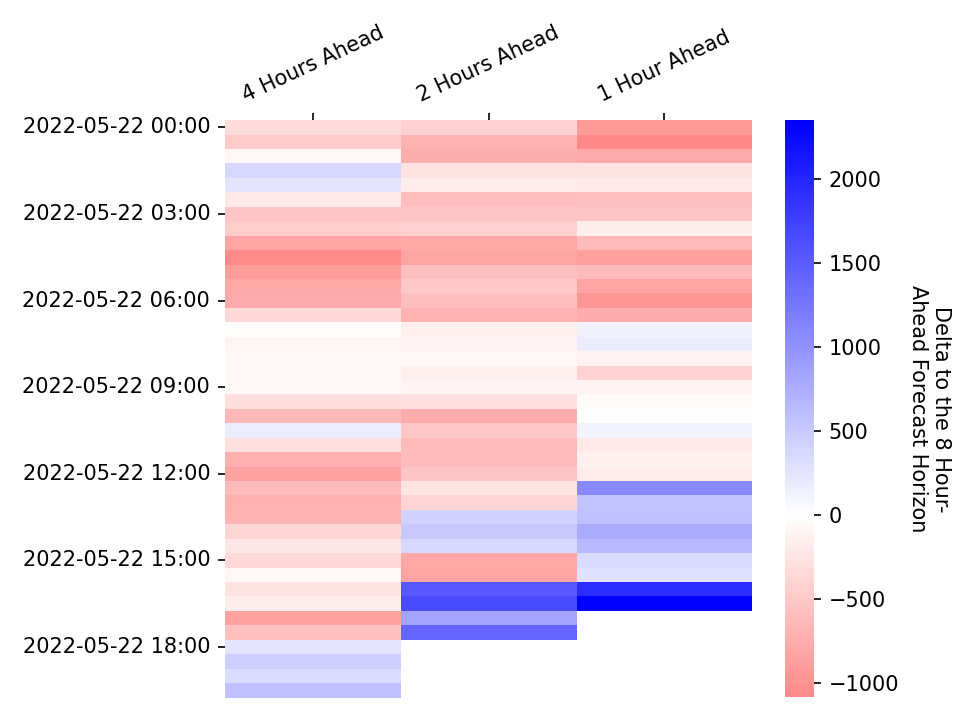 4 Hours Ahead
2 Hours Ahead
1 Hour Ahead
2022-05-22 00:00
2022-05-22 03:00
2022-05-22 06:00
2022-05-22 09:00
2022-05-22 12:00
2022-05-22 15:00
2022-05-22 18:00
2000
1500
1000
500
0
−500
−1000
Delta to the 8 Hour-
Ahead Forecast Horizon